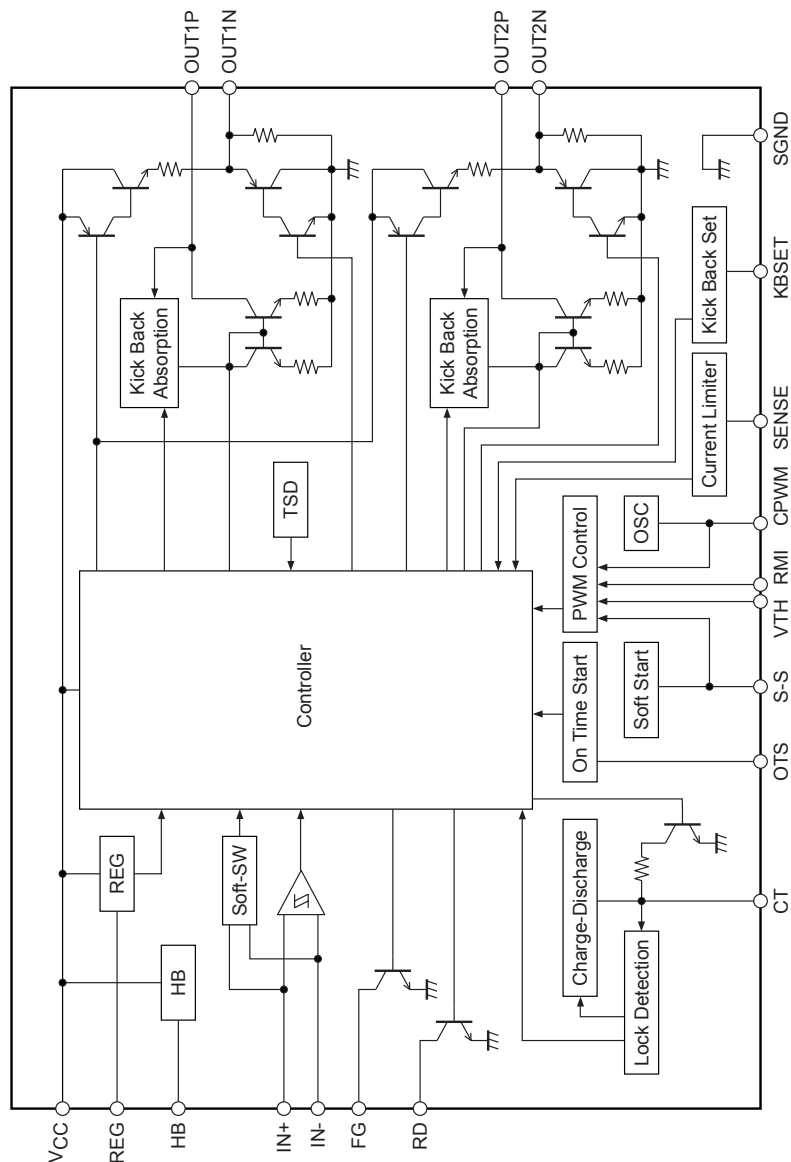 OUT1P
OUT1N
OUT2P
OUT2N
SGND
KBSET
SENSE
CPWM
RMI
VTH
S-S
OTS
CT
Kick Back
Absorption
Kick Back
Absorption
Kick Back Set
Current Limiter
TSD
OSC
PWM Control
Controller
On Time Start
Soft Start
REG
Soft-SW
HB
Charge-Discharge
Lock Detection
VCC
REG
HB
IN+
IN-
FG
RD